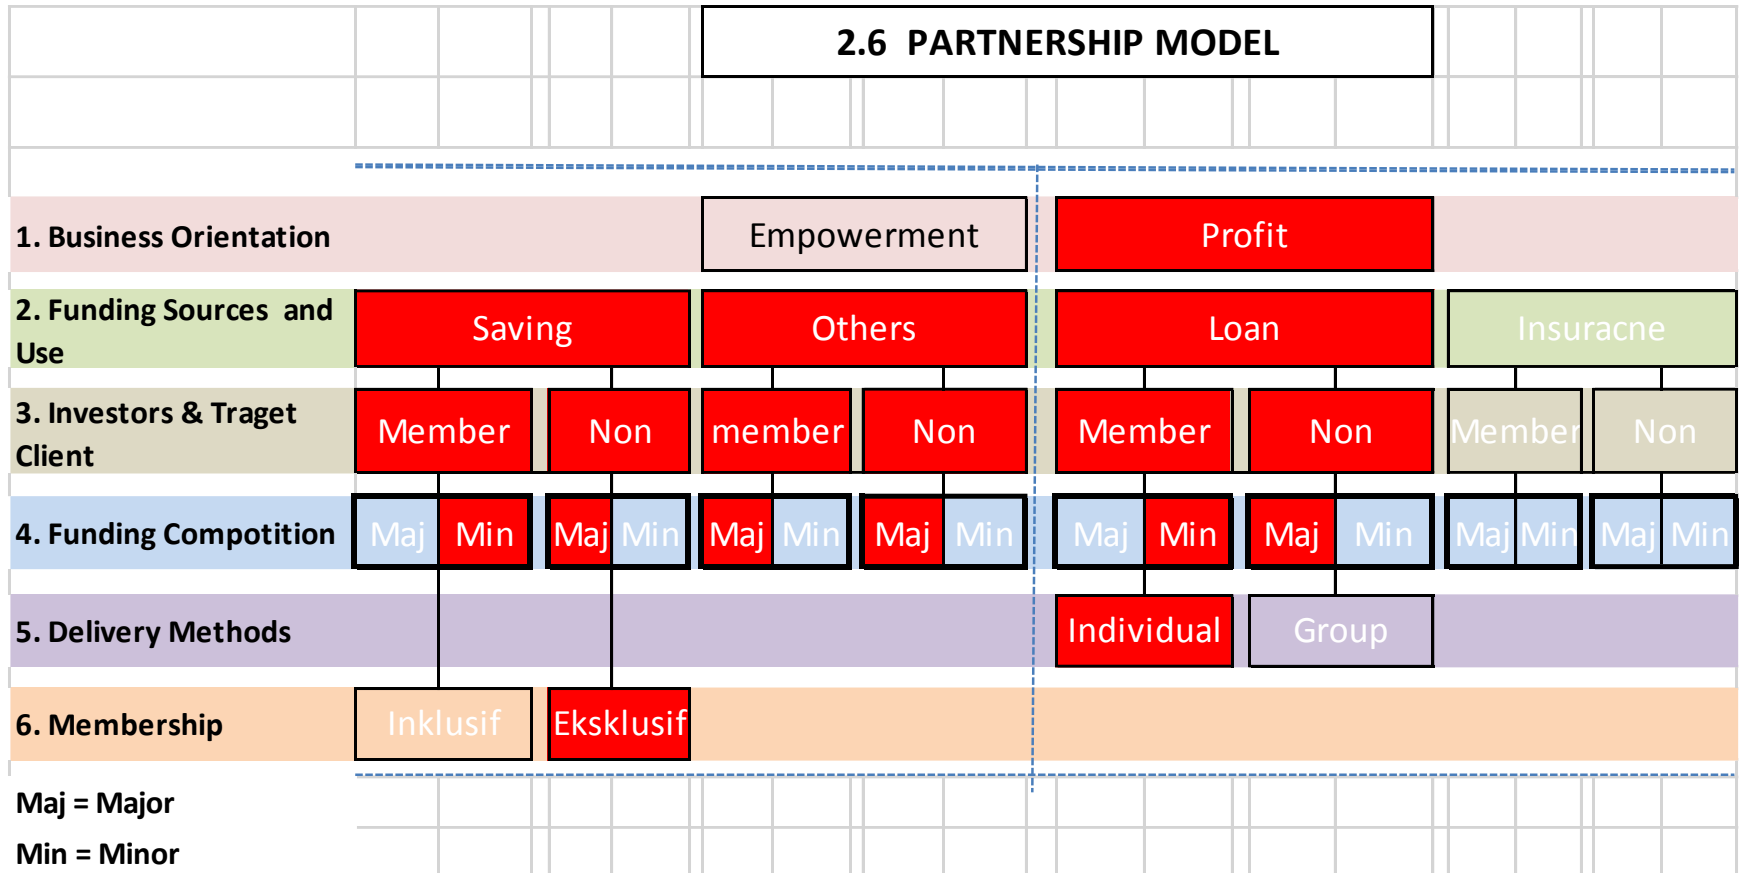 2.6 PARTNERSHIP MODEL
1. Business Orientation
Empowerment
Profit
2. Funding Sources and
Use
Saving
Others
Loan
Insuracne
3. Investors & Traget
Client
Member
Non
member
Non
Member
Non
Member
Non
4. Funding Compotition
Maj Min
Maj Min
Maj Min
Maj Min
Maj Min
Maj Min
Maj Min
Maj Min
5. Delivery Methods
Individual
Group
6. Membership
Inklusif
Eksklusif
Maj = Major
Min = Minor